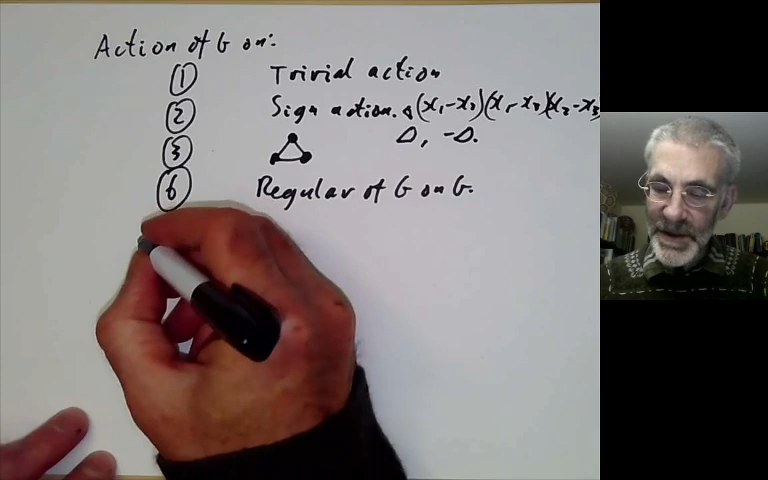 Action of G on:
① Trivial action
② Sign action. Δ(x₁-x₂)(x₁-x₃)(x₂-x₃)
Δ, -Δ.
③
⑥ Regular of G on G.